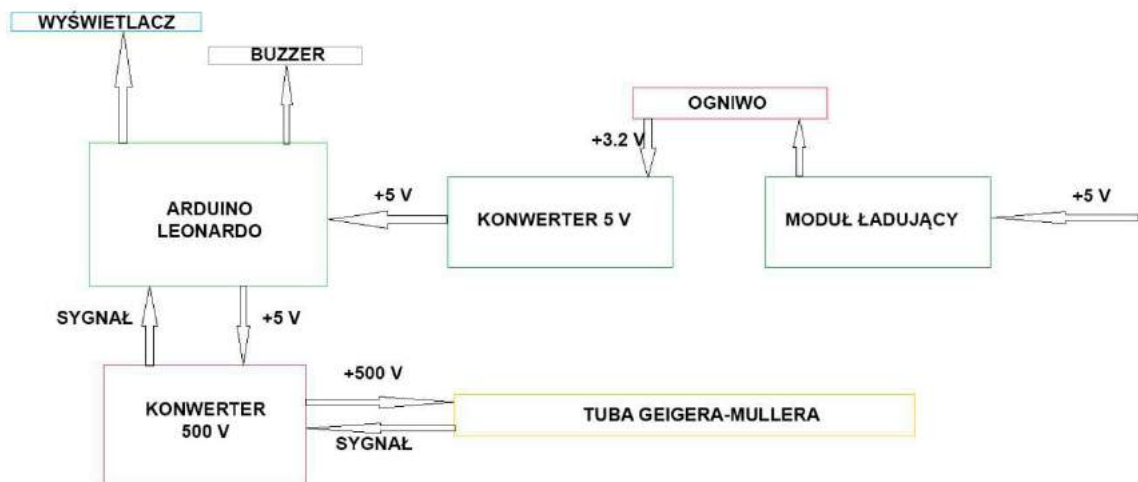 WYŚWIETLACZ
BUZZER
OGNIWO
+3.2 V
ARDUINO
LEONARDO
+5 V
KONWERTER 5 V
MODUŁ ŁADUJĄCY
+5 V
SYGNAŁ
+5 V
+500 V
KONWERTER
500 V
TUBA GEIGERA-MULLERA
SYGNAŁ